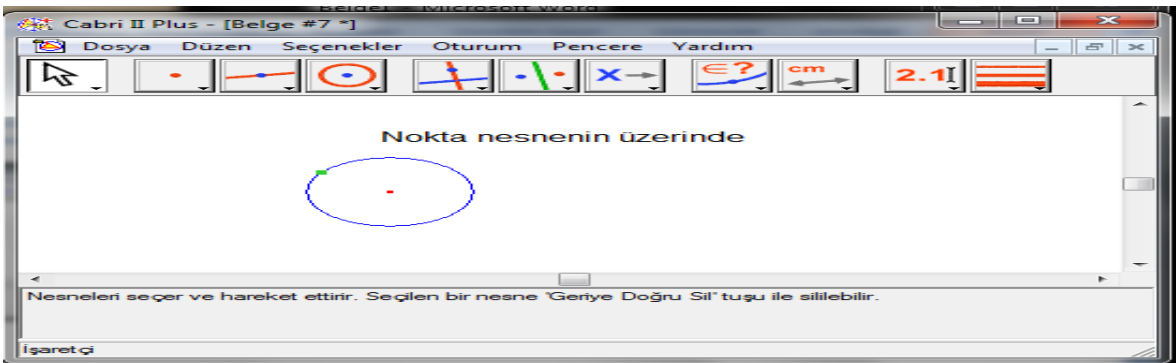 Cabri II Plus - [Belge #7 *]
Dosya Düzen Seçenekler Oturum Pencere Yardım
∈? cm 2.1
Nokta nesnenin üzerinde
Nesneleri seçer ve hareket ettirir. Seçilen bir nesne 'Geriye Doğru Sil' tuşu ile sililebilir.
İşaretçi